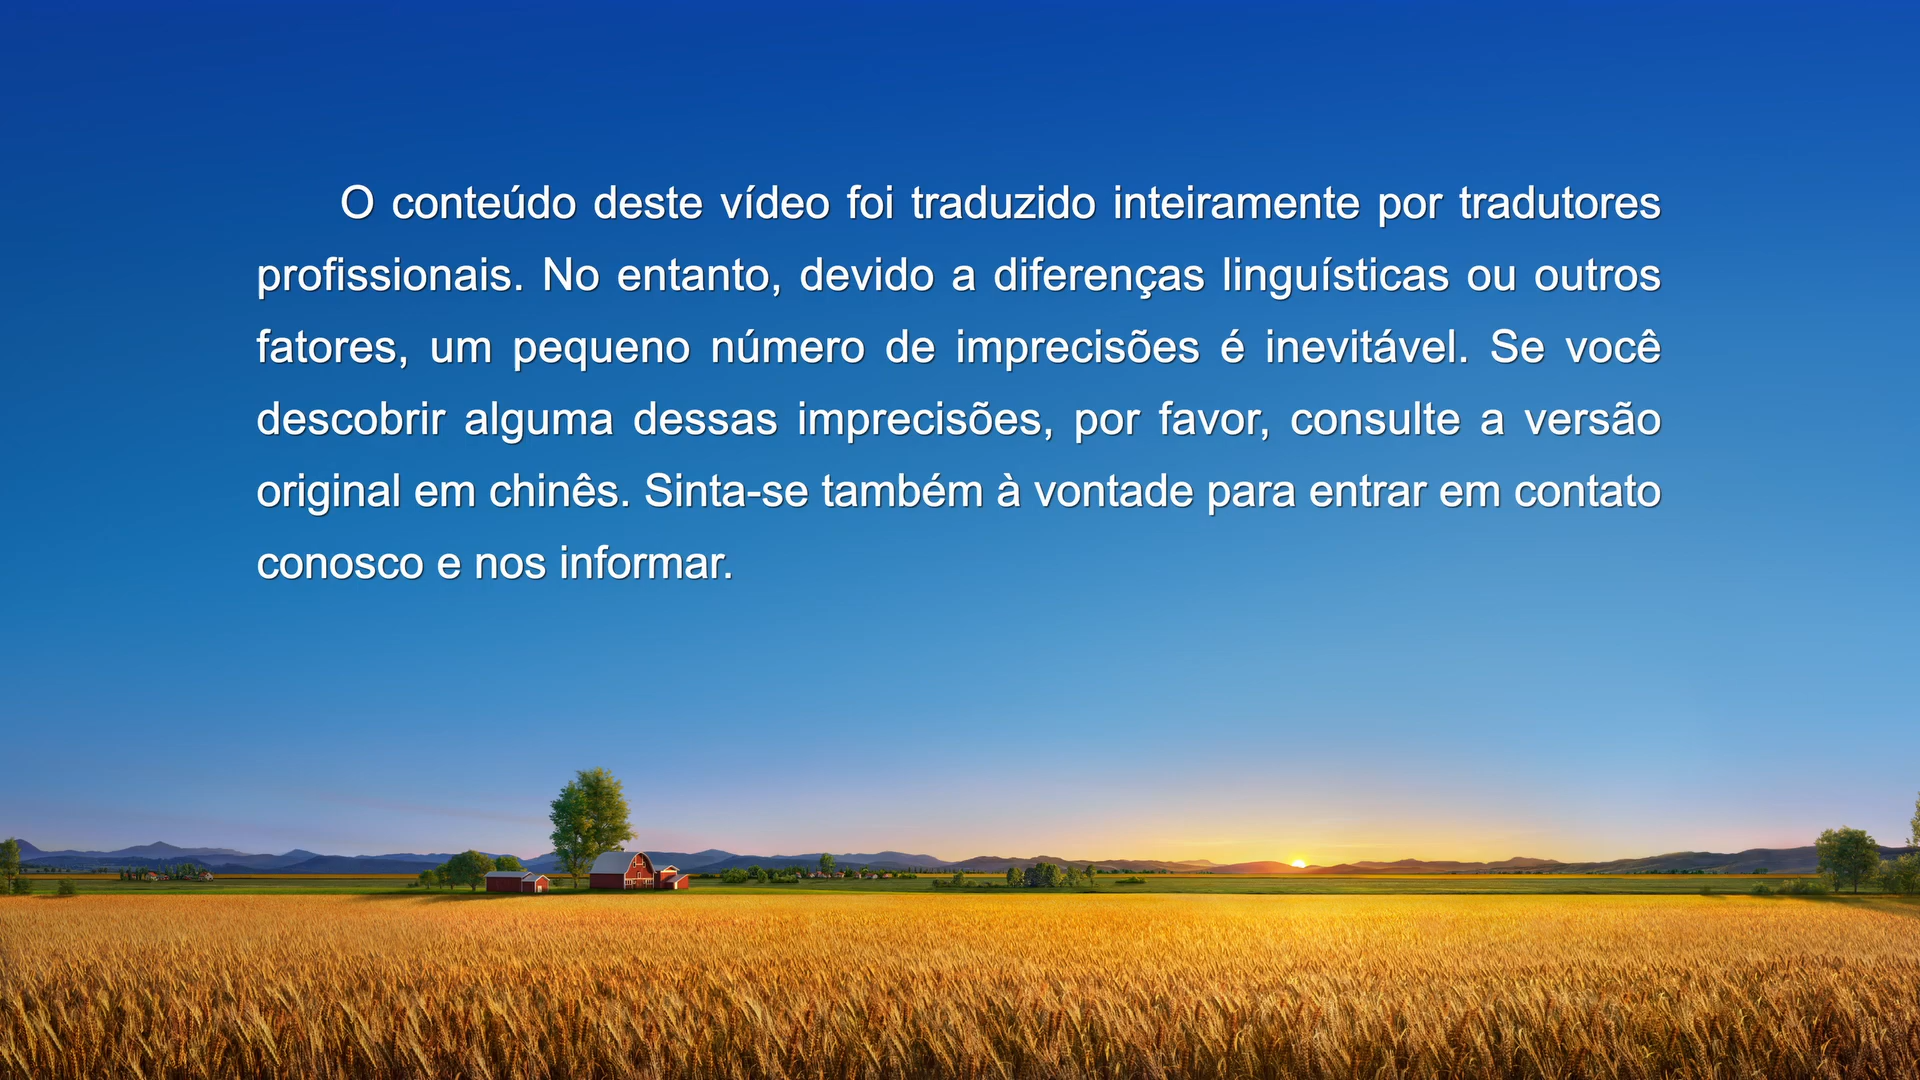 O conteúdo deste vídeo foi traduzido inteiramente por tradutores
profissionais. No entanto, devido a diferenças linguísticas ou outros
fatores, um pequeno número de imprecisões é inevitável. Se você
descobrir alguma dessas imprecisões, por favor, consulte a versão
original em chinês. Sinta-se também à vontade para entrar em contato
conosco e nos informar.